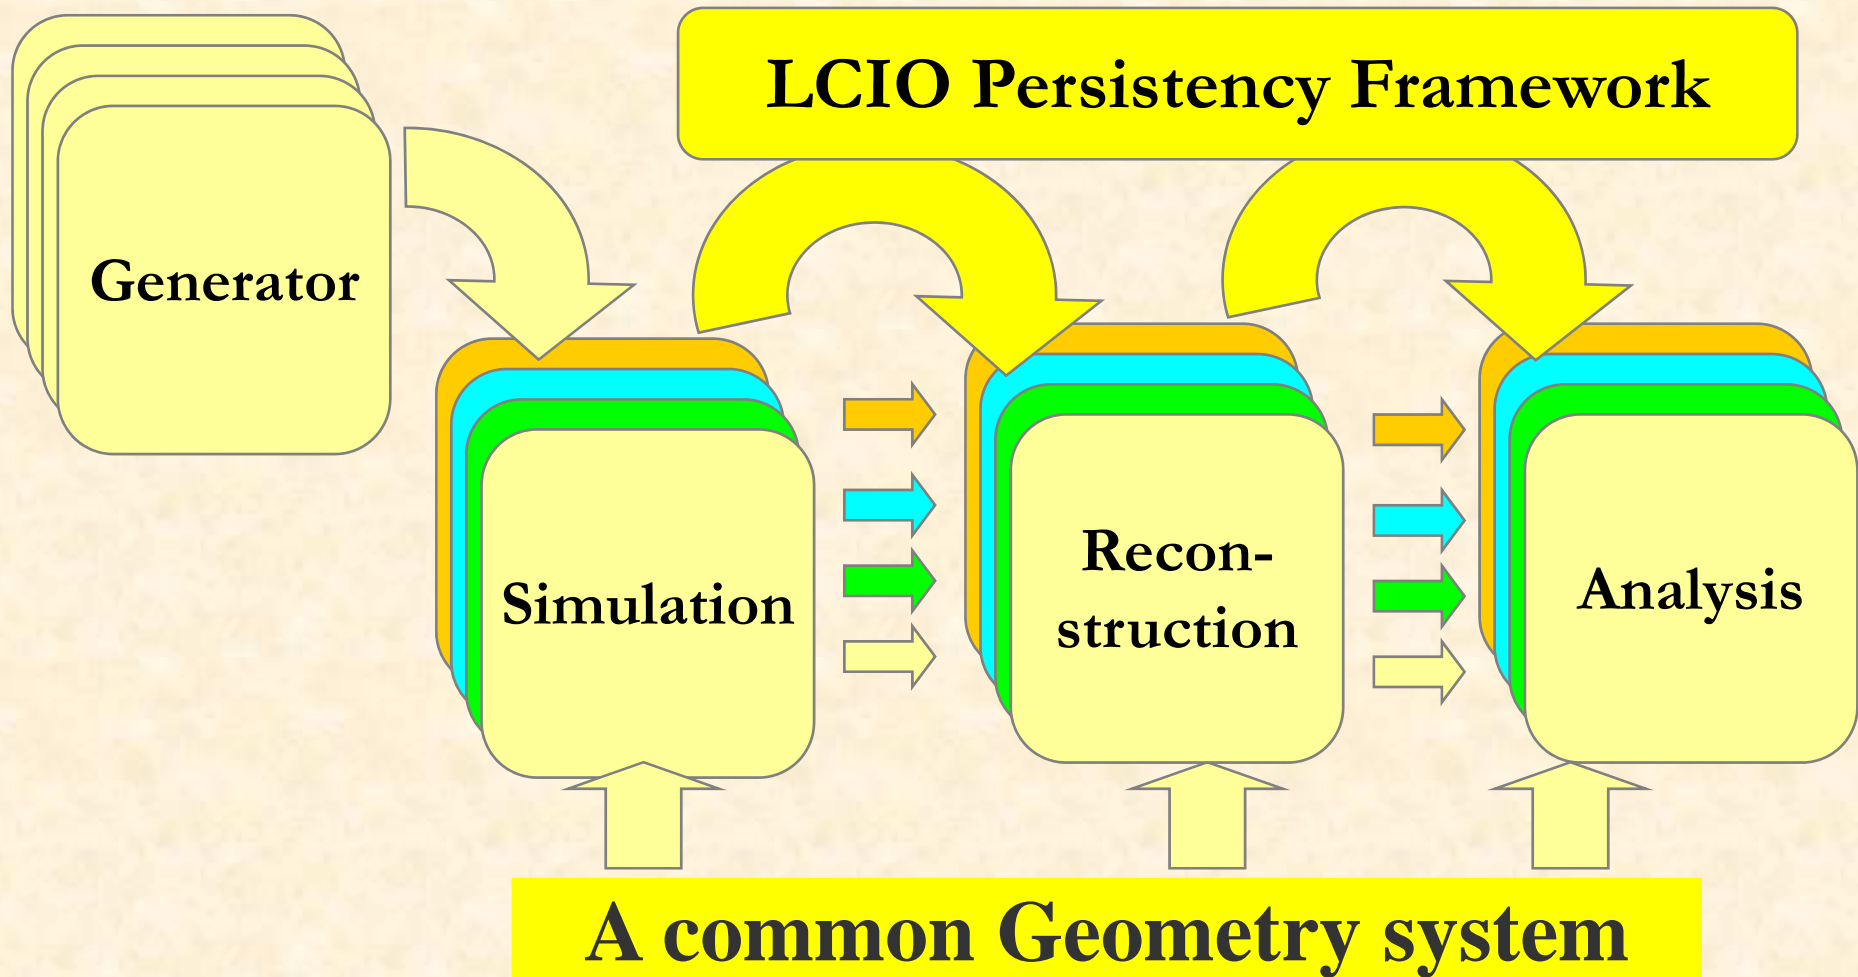 LCIO Persistency Framework
Generator
Simulation
Recon-
struction
Analysis
A common Geometry system